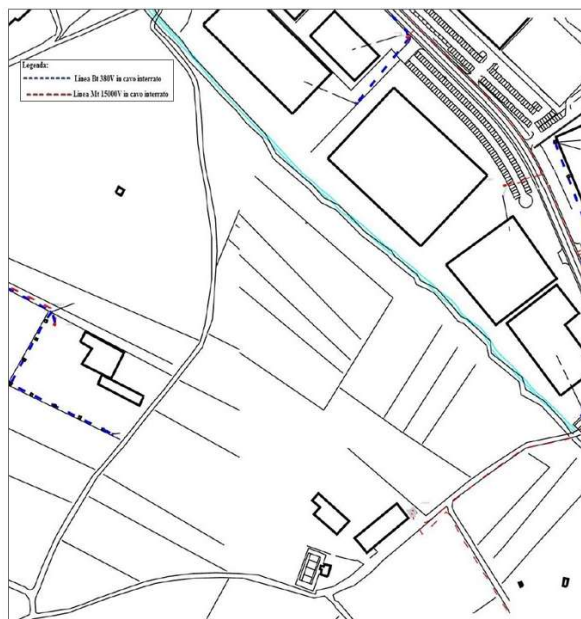 Legenda:
Linea Bt 380V in cavo interrato
Linea Mt 15000V in cavo interrato